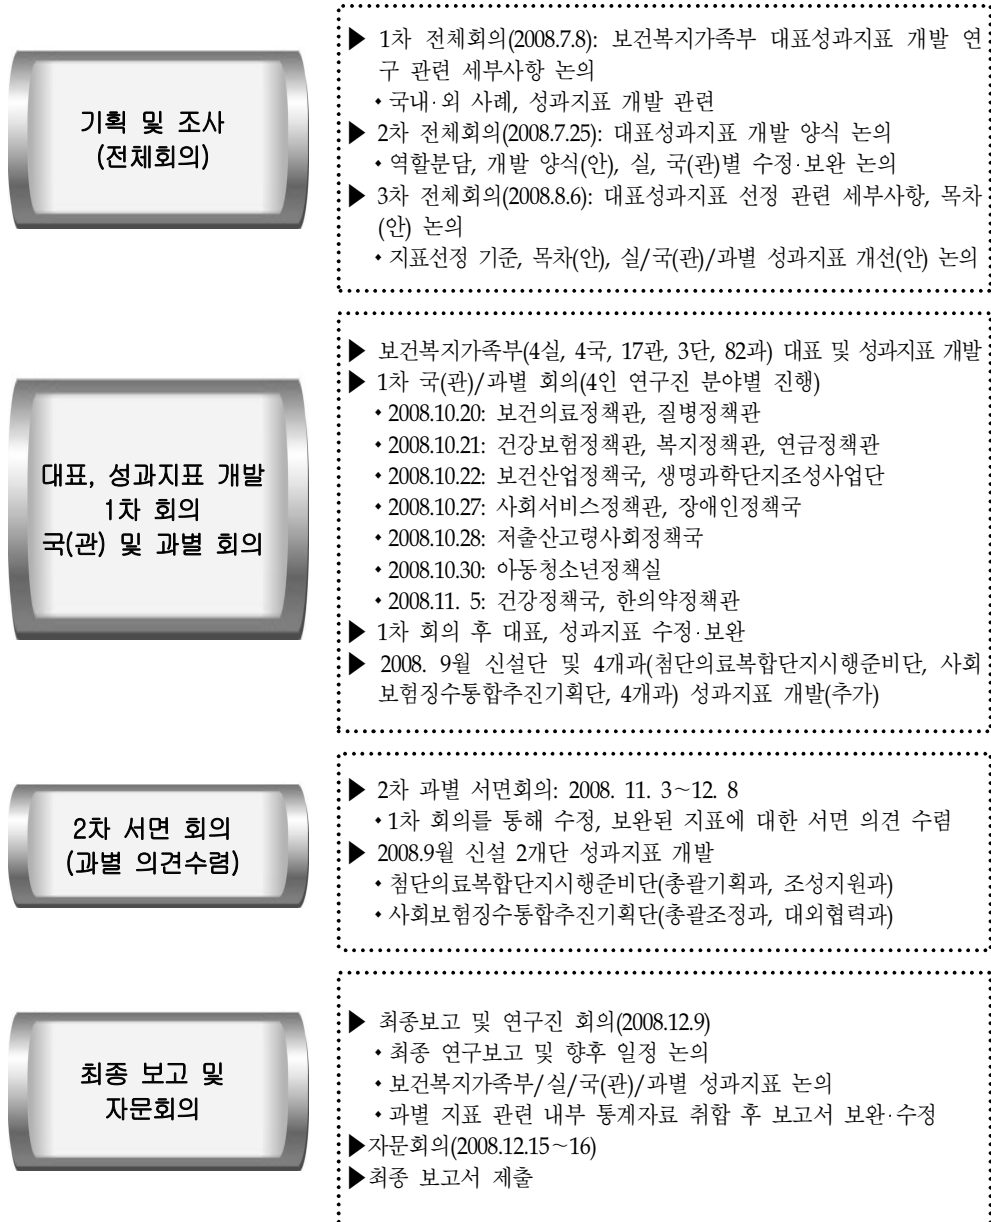 기획 및 조사
(전체회의)
▶ 1차 전체회의(2008.7.8): 보건복지가족부 대표성과지표 개발 연
구 관련 세부사항 논의
• 국내·외 사례, 성과지표 개발 관련
▶ 2차 전체회의(2008.7.25): 대표성과지표 개발 양식 논의
• 역할분담, 개발 양식(안), 실, 국(관)별 수정·보완 논의
▶ 3차 전체회의(2008.8.6): 대표성과지표 선정 관련 세부사항, 목차
(안) 논의
• 지표선정 기준, 목차(안), 실/국(관)/과별 성과지표 개선(안) 논의
대표, 성과지표 개발
1차 회의
국(관) 및 과별 회의
▶ 보건복지가족부(4실, 4국, 17관, 3단, 82과) 대표 및 성과지표 개발
▶ 1차 국(관)/과별 회의(4인 연구진 분야별 진행)
• 2008.10.20: 보건의료정책관, 질병정책관
• 2008.10.21: 건강보험정책관, 복지정책관, 연금정책관
• 2008.10.22: 보건산업정책국, 생명과학단지조성사업단
• 2008.10.27: 사회서비스정책관, 장애인정책국
• 2008.10.28: 저출산고령사회정책국
• 2008.10.30: 아동청소년정책실
• 2008.11. 5: 건강정책국, 한의약정책관
▶ 1차 회의 후 대표, 성과지표 수정·보완
▶ 2008. 9월 신설단 및 4개과(첨단의료복합단지시행준비단, 사회
보험징수통합추진기획단, 4개과) 성과지표 개발(추가)
2차 서면 회의
(과별 의견수렴)
▶ 2차 과별 서면회의: 2008. 11. 3~12. 8
• 1차 회의를 통해 수정, 보완된 지표에 대한 서면 의견 수렴
▶ 2008.9월 신설 2개단 성과지표 개발
• 첨단의료복합단지시행준비단(총괄기획과, 조성지원과)
• 사회보험징수통합추진기획단(총괄조정과, 대외협력과)
최종 보고 및
자문회의
▶ 최종보고 및 연구진 회의(2008.12.9)
• 최종 연구보고 및 향후 일정 논의
• 보건복지가족부/실/국(관)/과별 성과지표 논의
• 과별 지표 관련 내부 통계자료 취합 후 보고서 보완·수정
▶자문회의(2008.12.15~16)
▶최종 보고서 제출